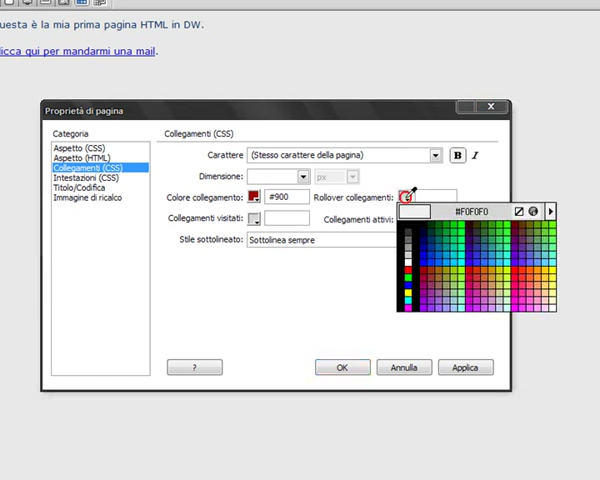 uesta è la mia prima pagina HTML in DW.
licca qui per mandarmi una mail.
Proprietà di pagina
X
Categoria
Collegamenti (CSS)
Aspetto (CSS)
Aspetto (HTML)
Collegamenti (CSS)
Intestazioni (CSS)
Titolo/Codifica
Immagine di ricalco
Carattere (Stesso carattere della pagina) B I
Dimensione: px
Colore collegamento: #900 Rollover collegamenti:
#F0F0F0
Collegamenti visitati: Collegamenti attivi:
Stile sottolineato: Sottolinea sempre
? OK Annulla Applica